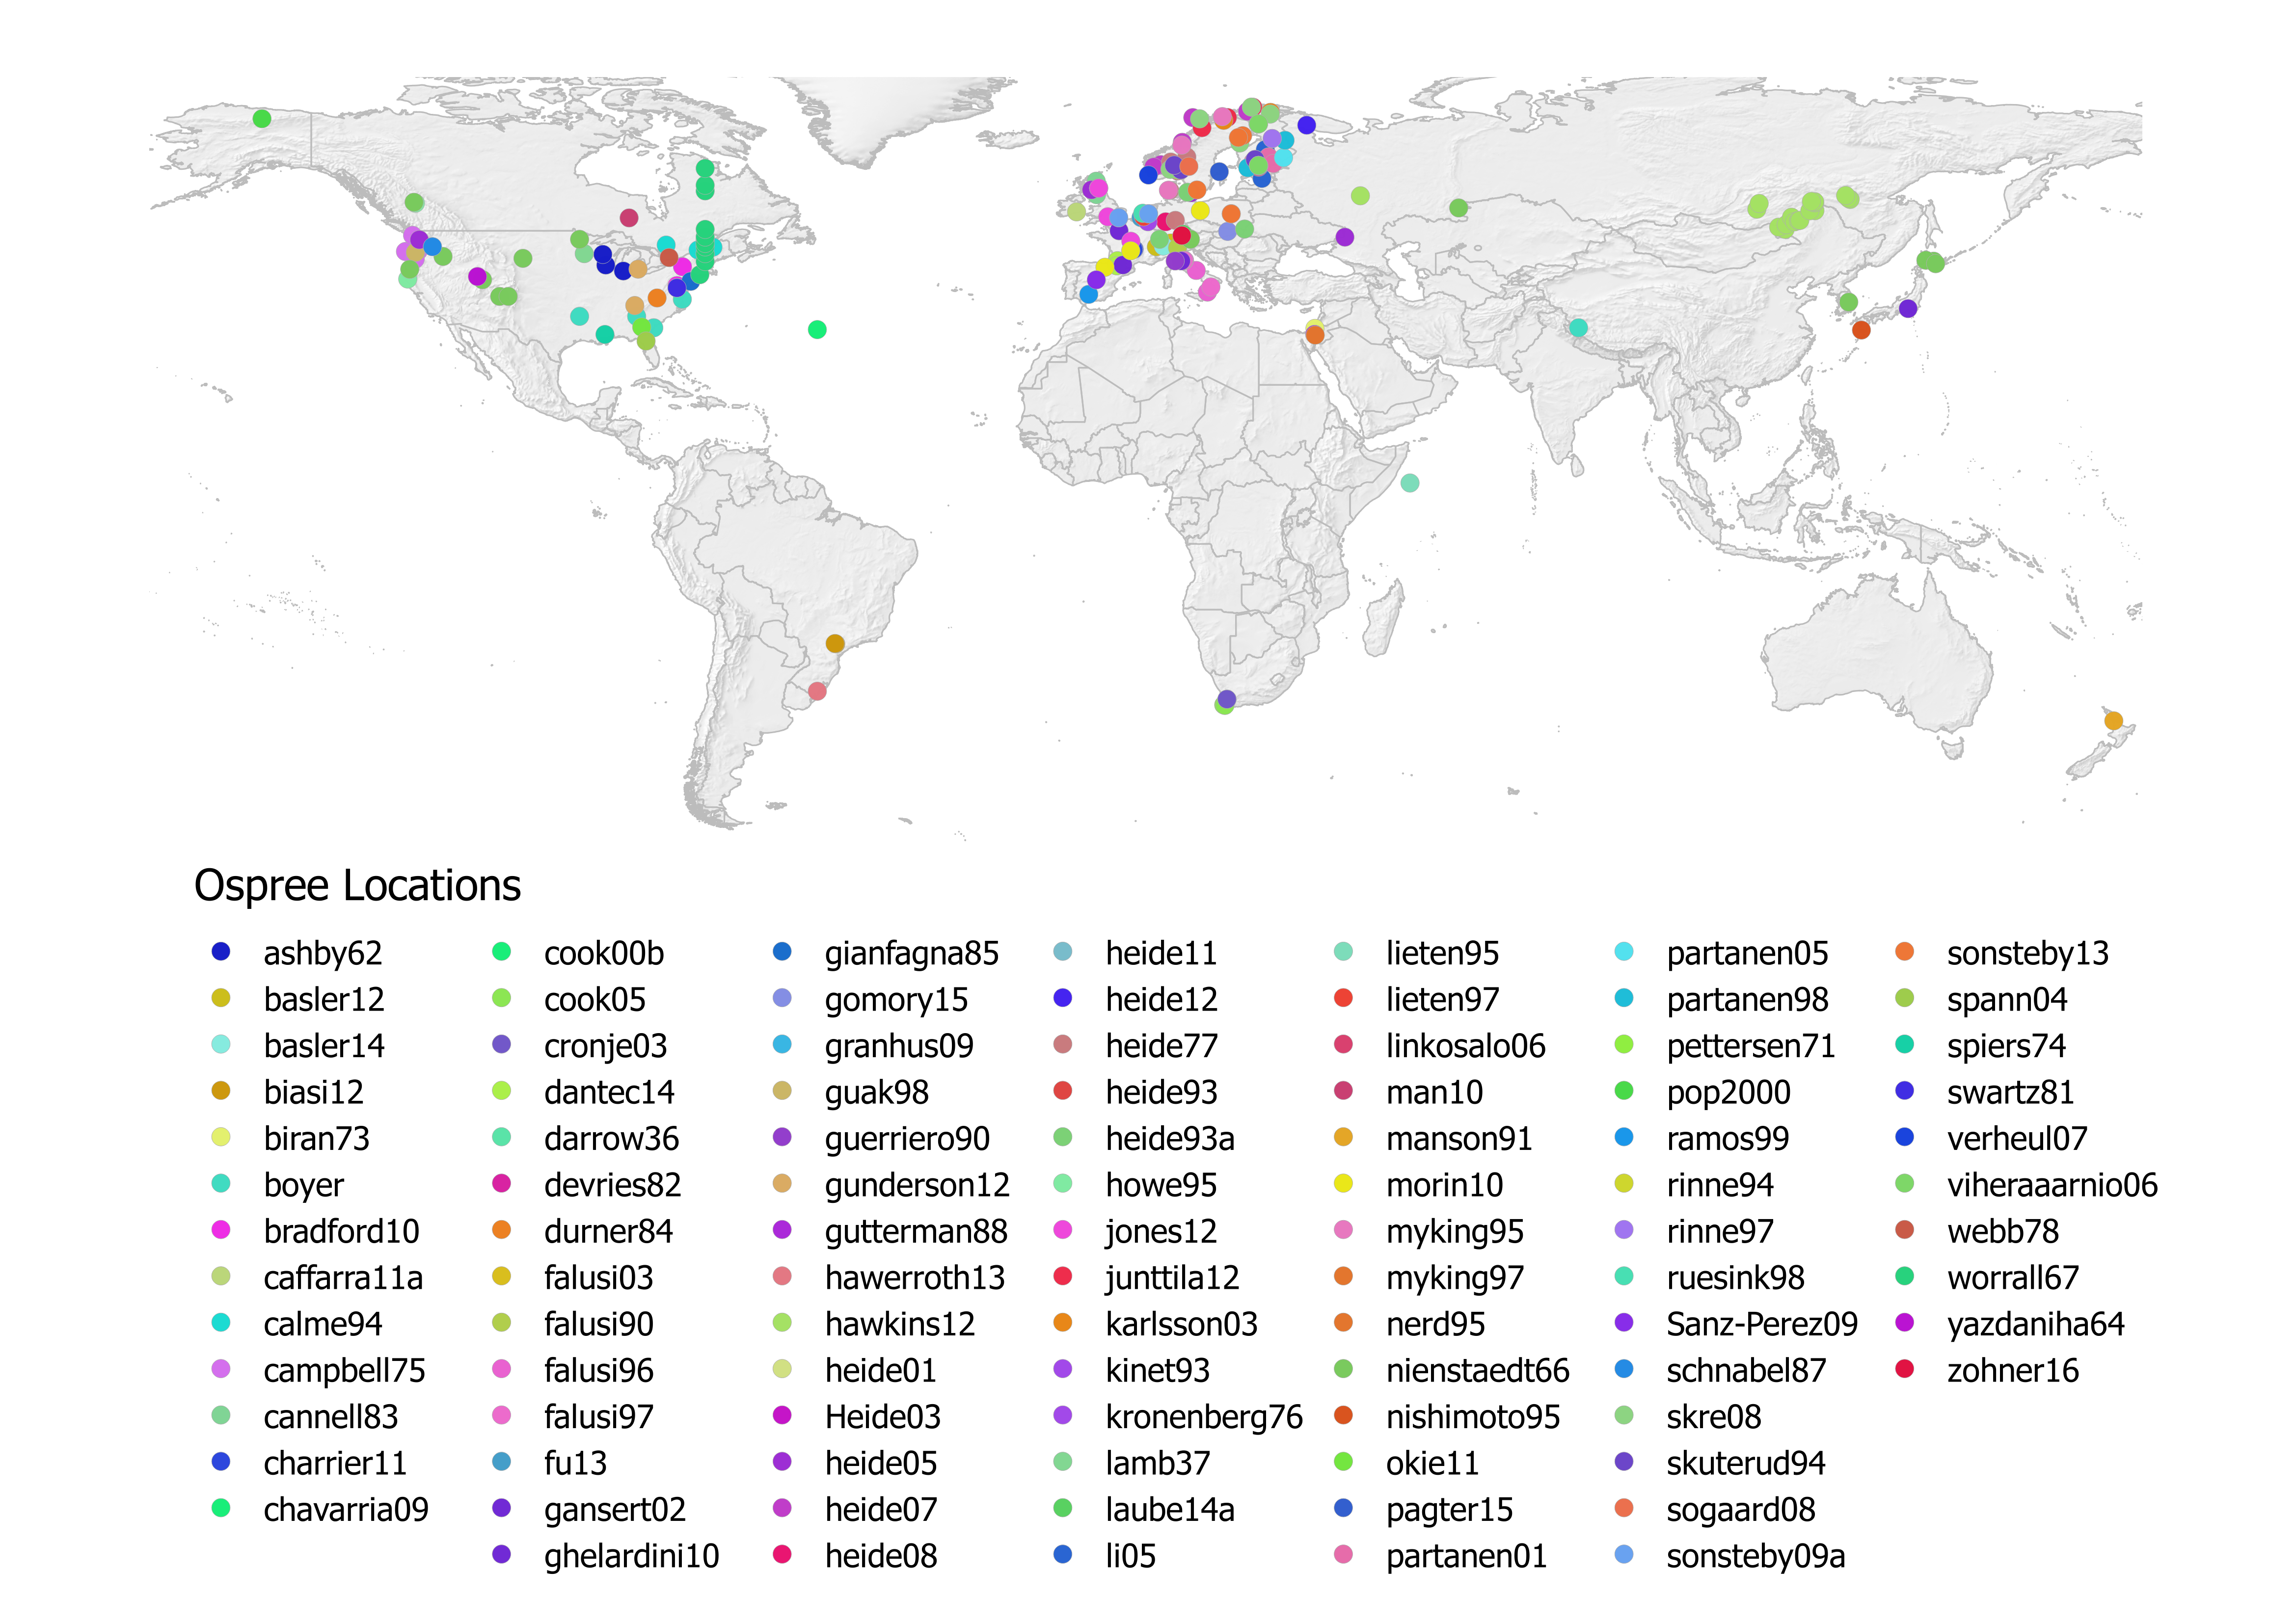 Ospree Locations
ashby62
basler12
basler14
biasi12
biran73
boyer
bradford10
caffarra11a
calme94
campbell75
cannell83
charrier11
chavarria09
cook00b
cook05
cronje03
dantec14
darrow36
devries82
durner84
falusi03
falusi90
falusi96
falusi97
fu13
gansert02
ghelardini10
gianfagna85
gomory15
granhus09
guak98
guerriero90
gunderson12
gutterman88
hawerroth13
hawkins12
heide01
Heide03
heide05
heide07
heide08
heide11
heide12
heide77
heide93
heide93a
howe95
jones12
junttila12
karlsson03
kinet93
kronenberg76
lamb37
laube14a
li05
lieten95
lieten97
linkosalo06
man10
manson91
morin10
myking95
myking97
nerd95
nienstaedt66
nishimoto95
okie11
pagter15
partanen01
partanen05
partanen98
pettersen71
pop2000
ramos99
rinne94
rinne97
ruesink98
Sanz-Perez09
schnabel87
skre08
skuterud94
sogaard08
sonsteby09a
sonsteby13
spann04
spiers74
swartz81
verheul07
viheraaarnio06
webb78
worrall67
yazdaniha64
zohner16